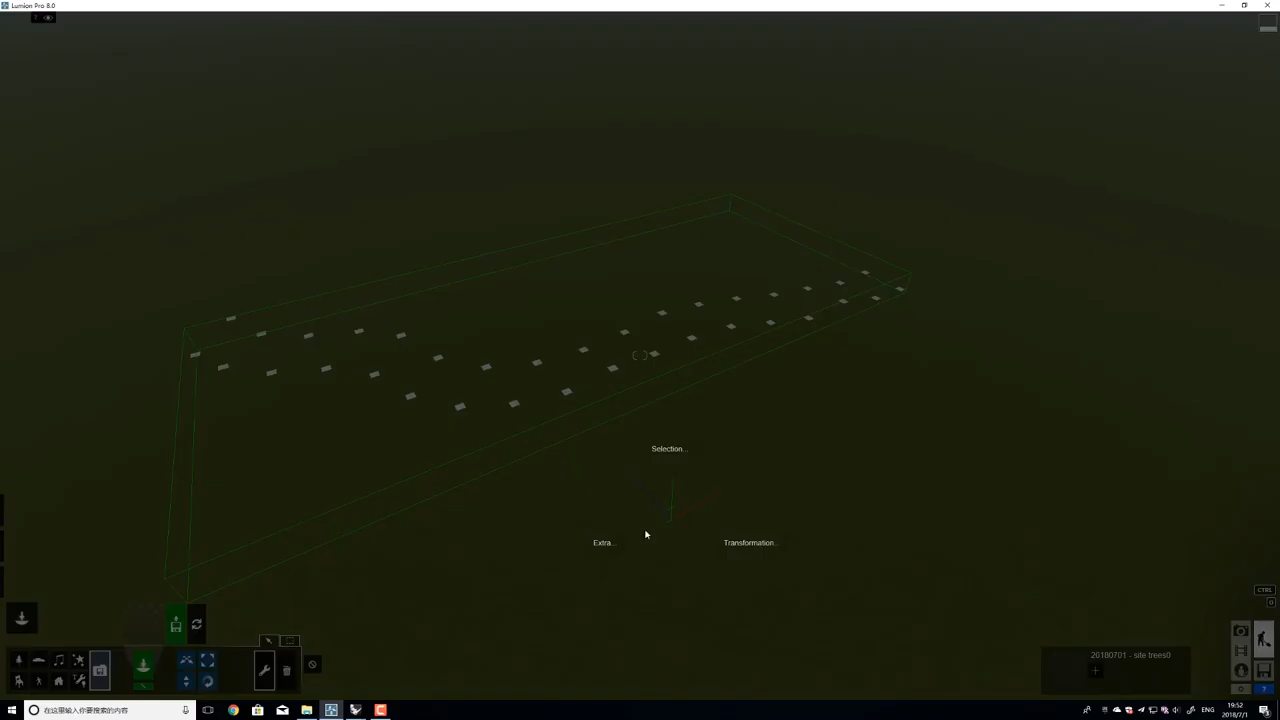 Lumion Pro 8.0
Selection...
Extra...
Transformation...
CTRL
20180701 - site trees0
在这里输入你要搜索的内容
ENG
19:52
2018/7/1